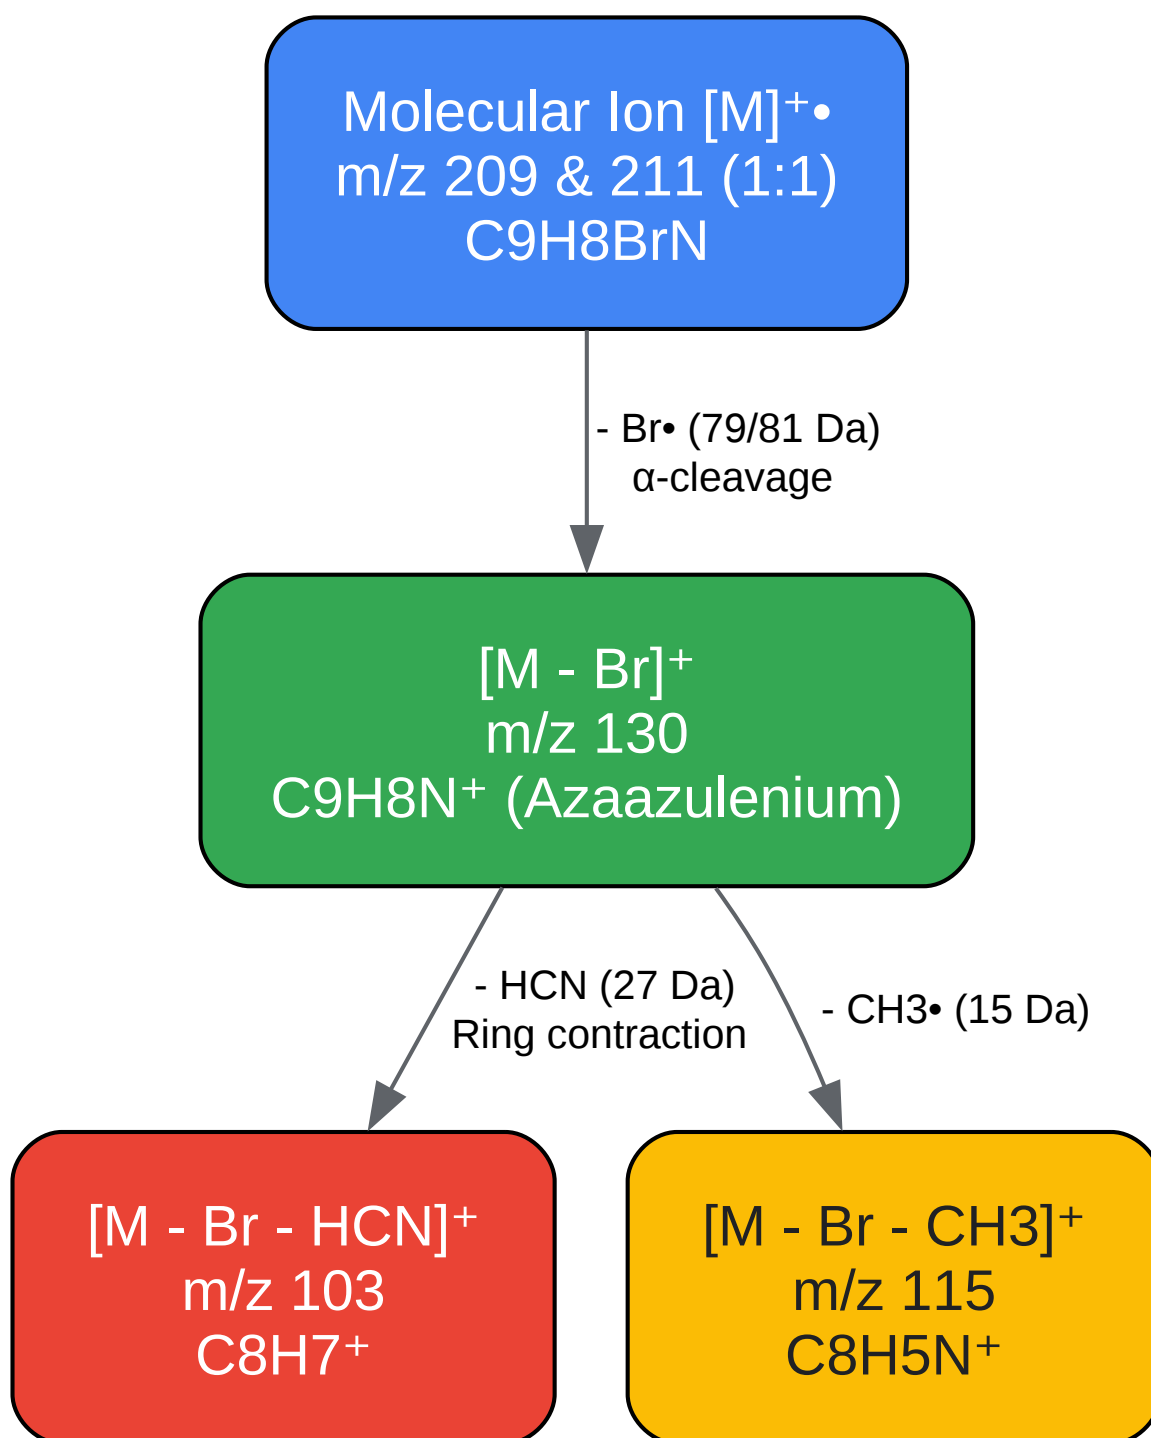 Molecular Ion [M]⁺•
m/z 209 & 211 (1:1)
C9H8BrN
- Br• (79/81 Da)
α-cleavage
[M - Br]⁺
m/z 130
C9H8N⁺ (Azaazulenium)
- HCN (27 Da)
Ring contraction
- CH3• (15 Da)
[M - Br - HCN]⁺
m/z 103
C8H7⁺
[M - Br - CH3]⁺
m/z 115
C8H5N⁺